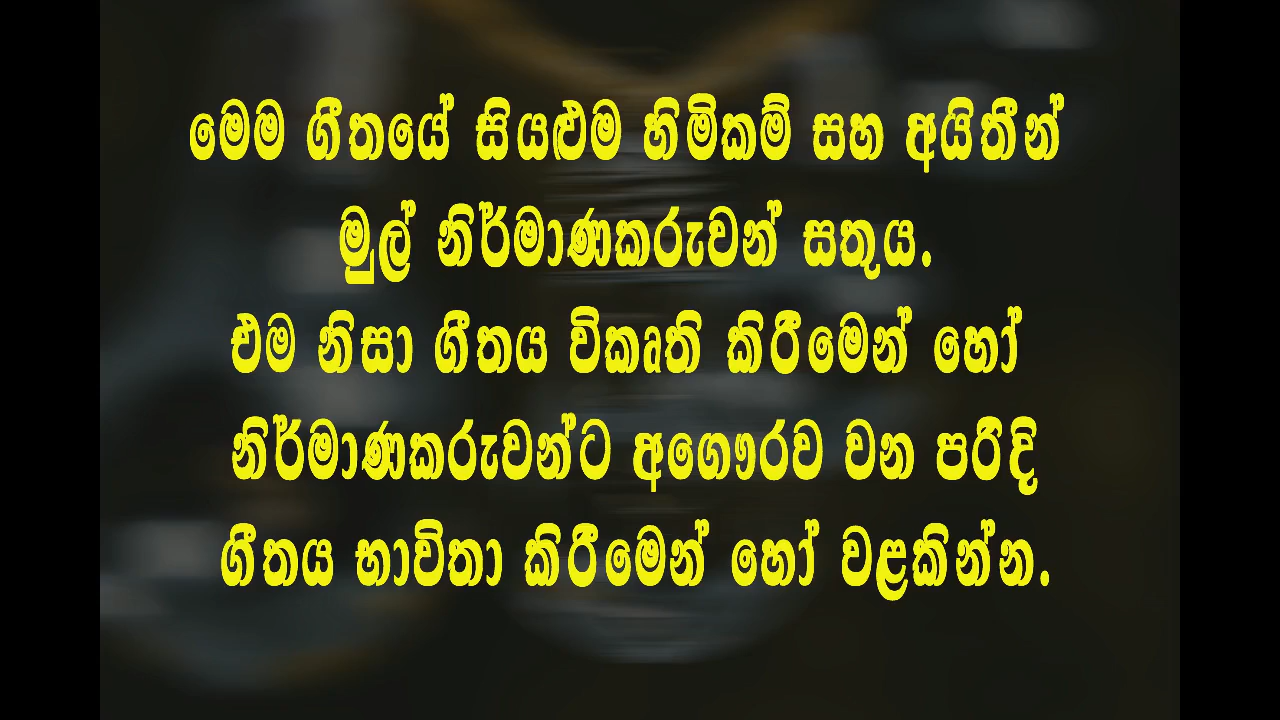 මෙම ගීතයේ සියළුම හිමිකම් සහ අයිතීන්
මුල් නිර්මාණකරුවන් සතුය.
එම නිසා ගීතය විකෘති කිරීමෙන් හෝ
නිර්මාණකරුවන්ට අගෞරව වන පරිදි
ගීතය භාවිතා කිරීමෙන් හෝ වළකින්න.